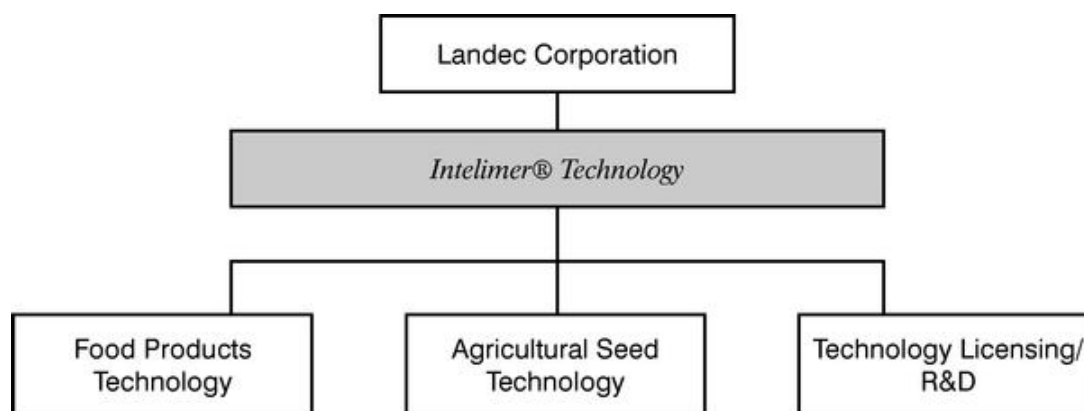 Landec Corporation
Intelimer® Technology
Food Products
Technology
Agricultural Seed
Technology
Technology Licensing/
R&D